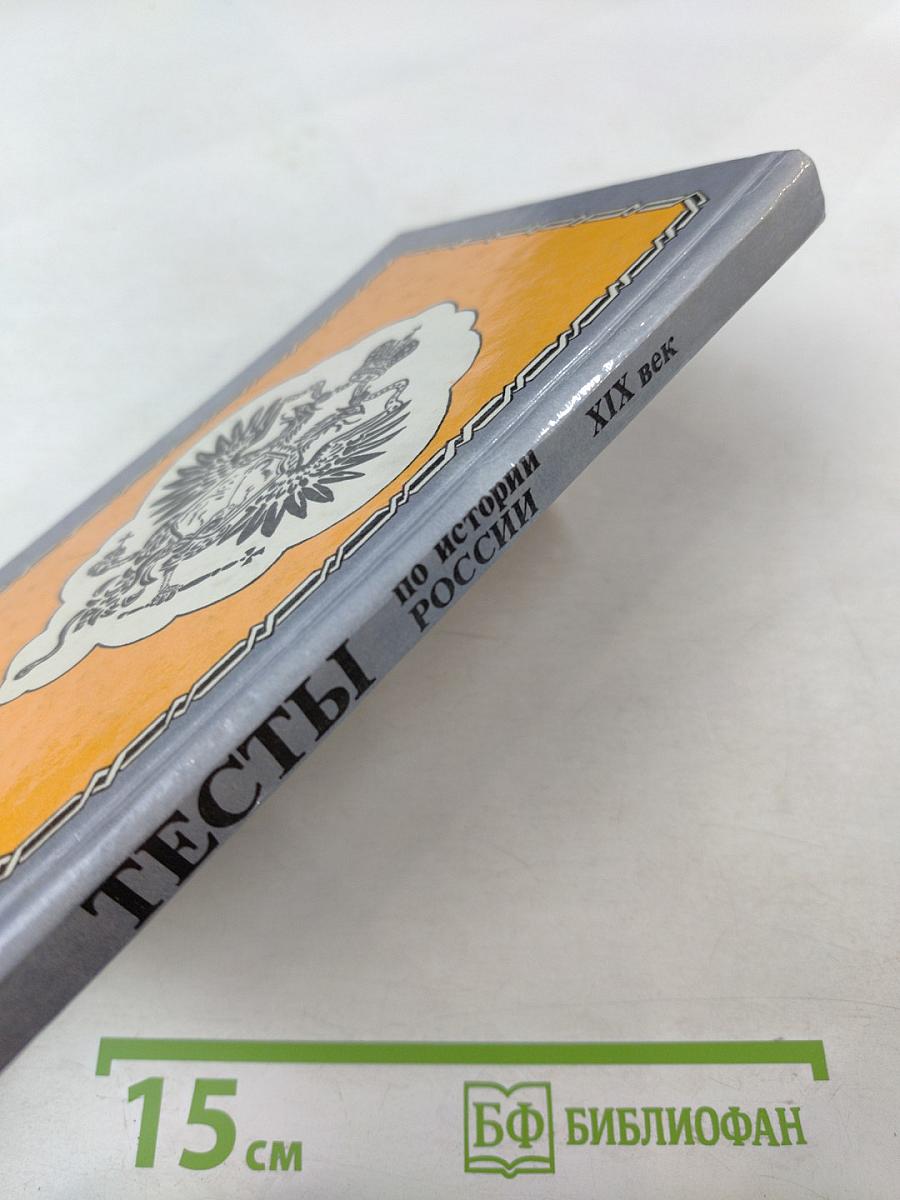 ТЕСТЫ
по истории
РОССИИ
XIX век
15 см
БФ БИБЛИОФАН